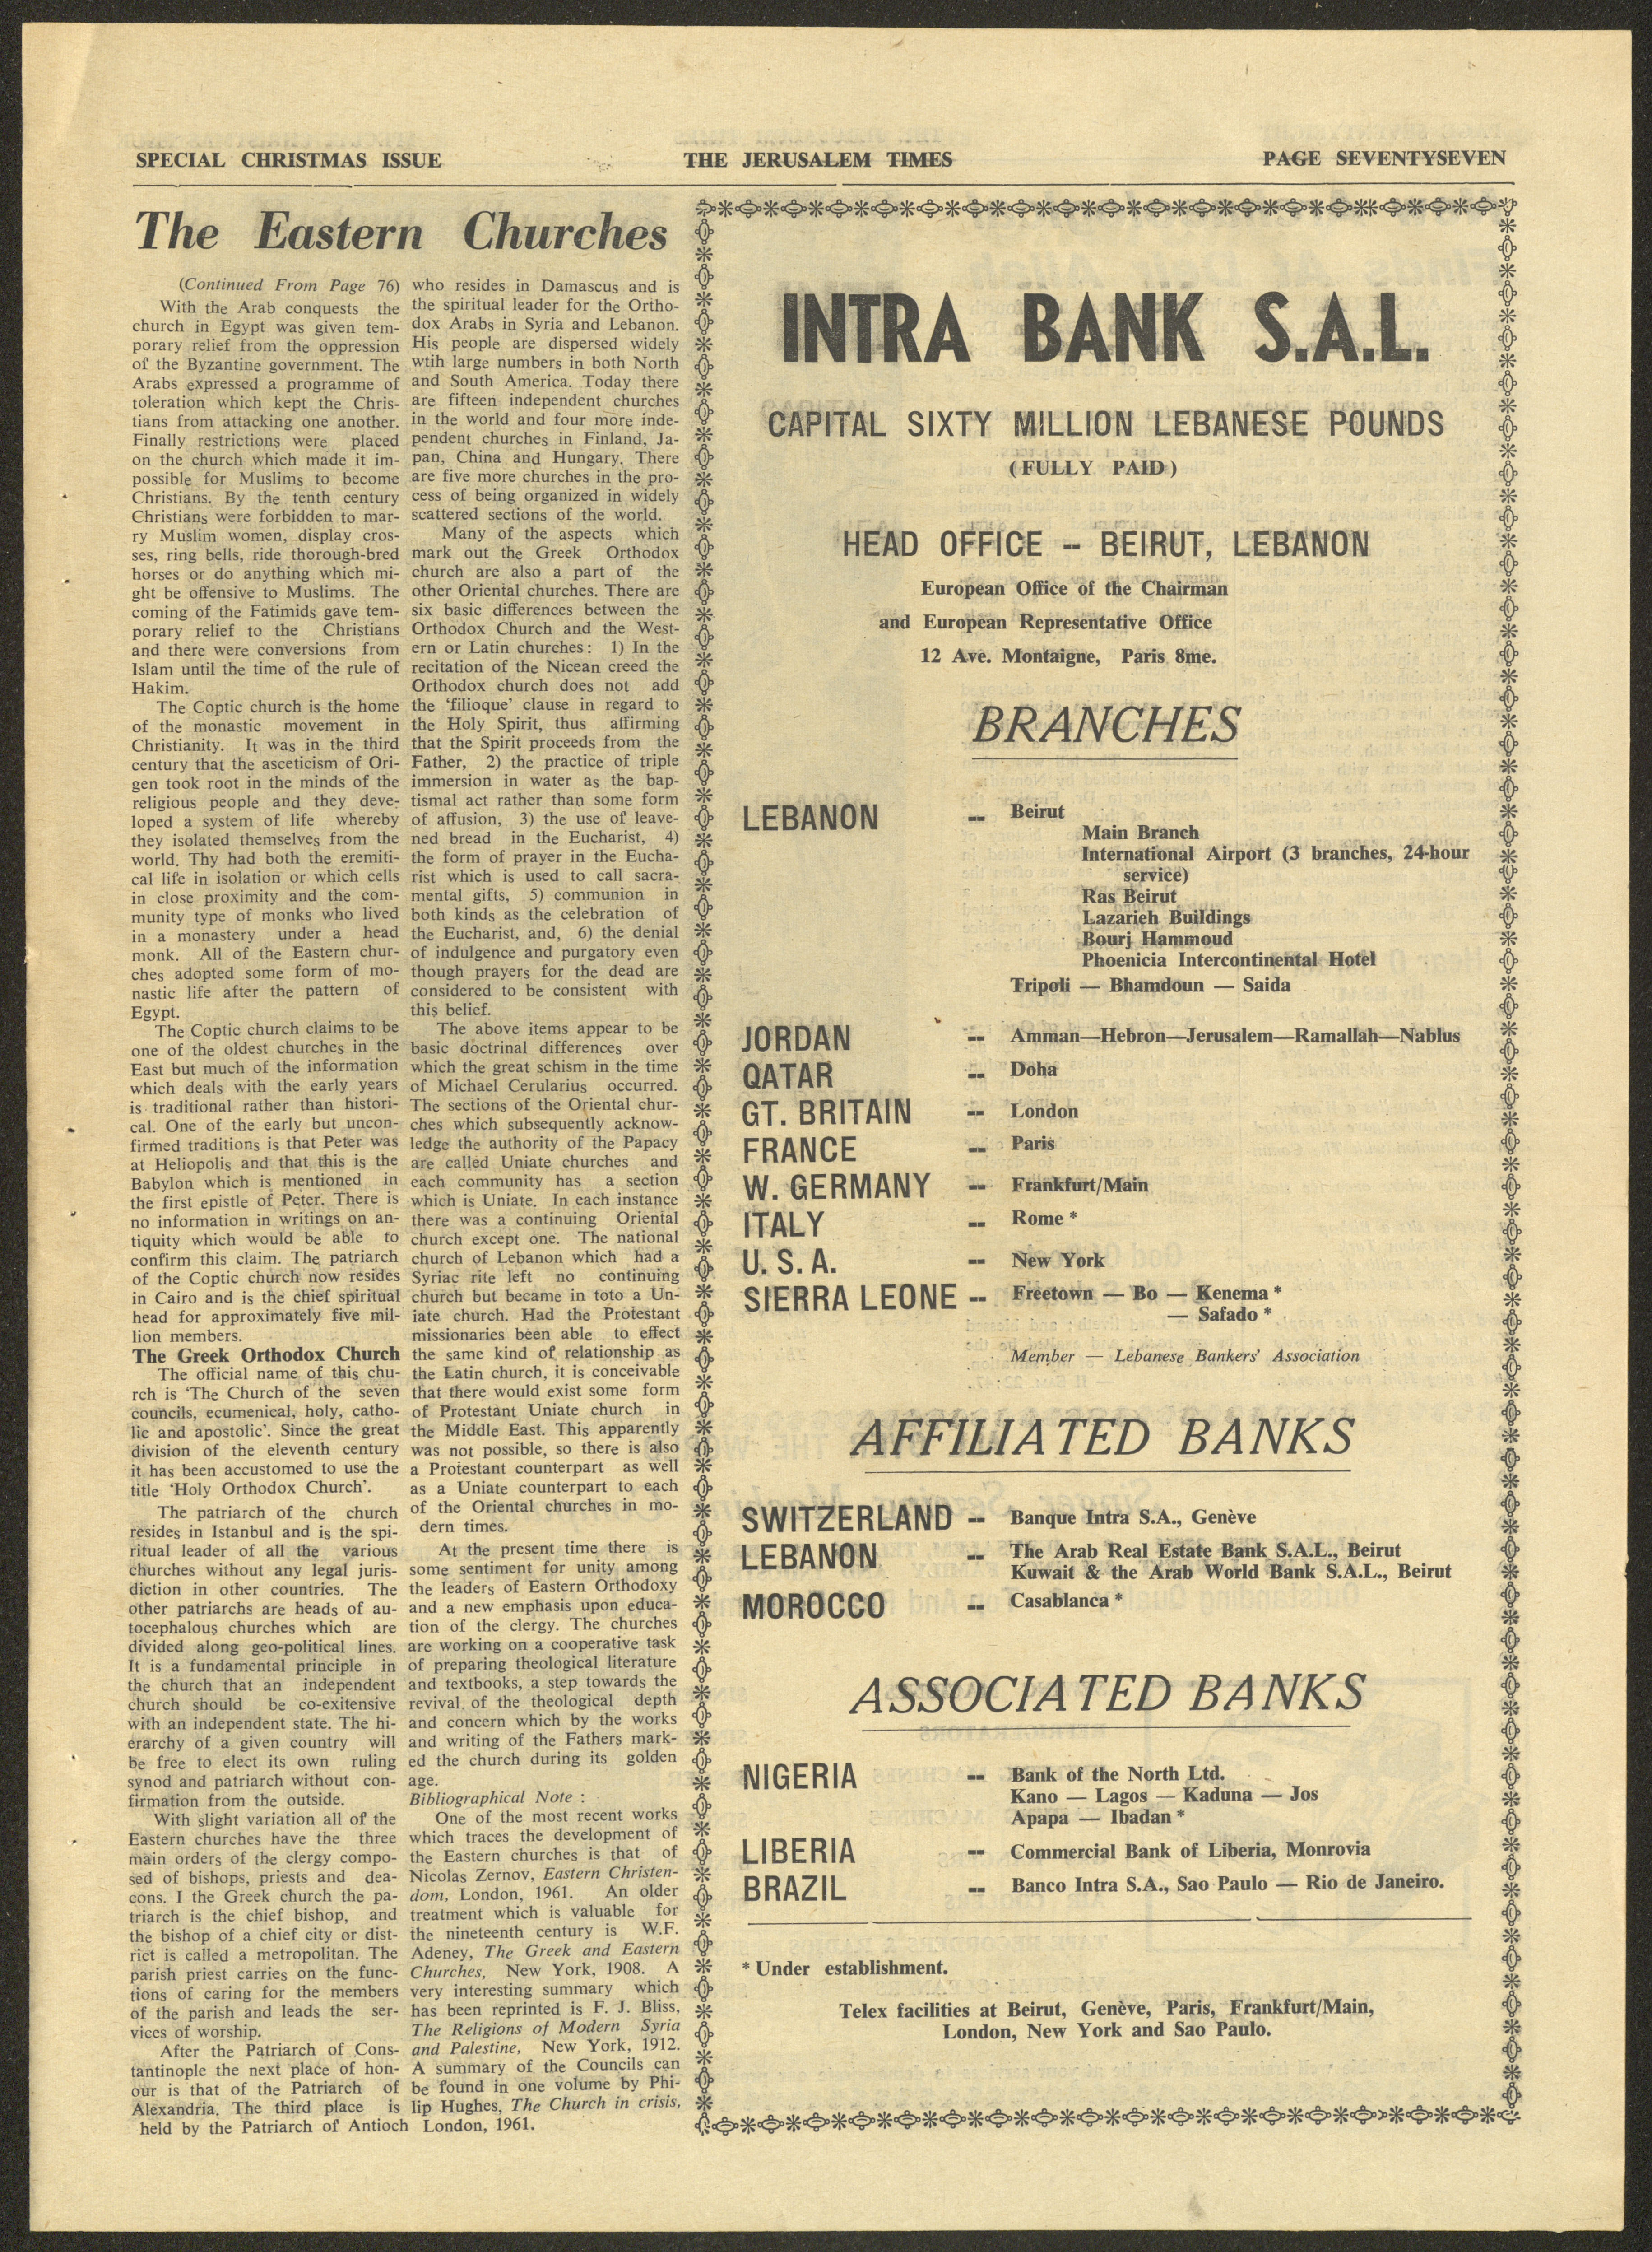 SPECIAL CHRISTMAS ISSUE
THE JERUSALEM TIMES
PAGE SEVENTYSEVEN
The Eastern Churches
(Continued From Page 76)
With the Arab conquests the
church in Egypt was given tem-
porary relief from the oppression
of the Byzantine government. The
Arabs expressed a programme of
toleration which kept the Chris-
tians from attacking one another.
Finally restrictions were placed
on the church which made it im-
possible for Muslims to become
Christians. By the tenth century
Christians were forbidden to mar-
ry Muslim women, display cros-
ses, ring bells, ride thorough-bred
horses or do anything which mi-
ght be offensive to Muslims. The
coming of the Fatimids gave tem-
porary relief to the Christians
and there were conversions from
Islam until the time of the rule of
Hakim.
The Coptic church is the home
of the monastic movement in
Christianity. It was in the third
century that the asceticism of Ori-
gen took root in the minds of the
religious people and they deve-
loped a system of life whereby
they isolated themselves from the
world. Thy had both the eremiti-
cal life in isolation or which cells
in close proximity and the com-
munity type of monks who lived
in a monastery under a head
monk. All of the Eastern chur-
ches adopted some form of mo-
nastic life after the pattern of
Egypt.
The Coptic church claims to be
one of the oldest churches in the
East but much of the information
which deals with the early years
is traditional rather than histori-
cal. One of the early but uncon-
firmed traditions is that Peter was
at Heliopolis and that this is the
Babylon which is mentioned in
the first epistle of Peter. There is
no information in writings on an-
tiquity which would be able to
confirm this claim. The patriarch
of the Coptic church now resides
in Cairo and is the chief spiritual
head for approximately five mil-
lion members.
The Greek Orthodox Church
The official name of this chu-
rch is 'The Church of the seven
councils, ecumenical, holy, catho-
lic and apostolic'. Since the great
division of the eleventh century
it has been accustomed to use the
title 'Holy Orthodox Church'.
The patriarch of the church
resides in Istanbul and is the spi-
ritual leader of all the various
churches without any legal juris-
diction in other countries. The
other patriarchs are heads of au-
tocephalous churches which are
divided along geo-political lines.
It is a fundamental principle in
the church that an independent
church should be co-exitensive
with an independent state. The hi-
erarchy of a given country will
be free to elect its own ruling
synod and patriarch without con-
firmation from the outside.
With slight variation all of the
Eastern churches have the three
main orders of the clergy compo-
sed of bishops, priests and dea-
cons. I the Greek church the pa-
triarch is the chief bishop, and
the bishop of a chief city or dist-
rict is called a metropolitan. The
parish priest carries on the func-
tions of caring for the members
of the parish and leads the ser-
vices of worship.
After the Patriarch of Cons-
tantinople the next place of hon-
our is that of the Patriarch of
Alexandria. The third place is
held by the Patriarch of Antioch
who resides in Damascus and is
the spiritual leader for the Ortho-
dox Arabs in Syria and Lebanon.
His people are dispersed widely
wtih large numbers in both North
and South America. Today there
are fifteen independent churches
in the world and four more inde-
pendent churches in Finland, Ja-
pan, China and Hungary. There
are five more churches in the pro-
cess of being organized in widely
scattered sections of the world.
Many of the aspects which
mark out the Greek Orthodox
church are also a part of the
other Oriental churches. There are
six basic differences between the
Orthodox Church and the West-
ern or Latin churches: 1) In the
recitation of the Nicean creed the
Orthodox church does not add
the 'filioque' clause in regard to
the Holy Spirit, thus affirming
that the Spirit proceeds from the
Father, 2) the practice of triple
immersion in water as the bap-
tismal act rather than some form
of affusion, 3) the use of leave-
ned bread in the Eucharist, 4)
the form of prayer in the Eucha-
rist which is used to call sacra-
mental gifts, 5) communion in
both kinds as the celebration of
the Eucharist, and, 6) the denial
of indulgence and purgatory even
though prayers for the dead are
considered to be consistent with
this belief.
The above items appear to be
basic doctrinal differences over
which the great schism in the time
of Michael Cerularius occurred.
The sections of the Oriental chur-
ches which subsequently acknow-
ledge the authority of the Papacy
are called Uniate churches and
each community has a section
which is Uniate. In each instance
there was a continuing Oriental
church except one. The national
church of Lebanon which had a
Syriac rite left no continuing
church but became in toto a Un-
iate church. Had the Protestant
missionaries been able to effect
the same kind of relationship as
the Latin church, it is conceivable
that there would exist some form
of Protestant Uniate church in
the Middle East. This apparently
was not possible, so there is also
a Protestant counterpart as well
as a Uniate counterpart to each
of the Oriental churches in mo-
dern times.
At the present time there is
some sentiment for unity among
the leaders of Eastern Orthodoxy
and a new emphasis upon educa-
tion of the clergy. The churches
are working on a cooperative task
of preparing theological literature
and textbooks, a step towards the
revival of the theological depth
and concern which by the works
and writing of the Fathers mark-
ed the church during its golden
age.
Bibliographical Note :
One of the most recent works
which traces the development of
the Eastern churches is that of
Nicolas Zernov, Eastern Christen-
dom, London, 1961. An older
treatment which is valuable for
the nineteenth century is W.F.
Adeney, The Greek and Eastern
Churches, New York, 1908. A
very interesting summary which
has been reprinted is F. J. Bliss,
The Religions of Modern Syria
and Palestine, New York, 1912.
A summary of the Councils can
be found in one volume by Phi-
lip Hughes, The Church in crisis,
London, 1961.
INTRA BANK S.A.L.
CAPITAL SIXTY MILLION LEBANESE POUNDS
(FULLY PAID)
HEAD OFFICE -- BEIRUT, LEBANON
European Office of the Chairman
and European Representative Office
12 Ave. Montaigne, Paris 8me.
BRANCHES
LEBANON -- Beirut
Main Branch
International Airport (3 branches, 24-hour
service)
Ras Beirut
Lazarieh Buildings
Bourj Hammoud
Phoenicia Intercontinental Hotel
Tripoli — Bhamdoun — Saida
JORDAN -- Amman—Hebron—Jerusalem—Ramallah—Nablus
QATAR -- Doha
GT. BRITAIN -- London
FRANCE -- Paris
W. GERMANY -- Frankfurt/Main
ITALY -- Rome *
U. S. A. -- New York
SIERRA LEONE -- Freetown — Bo — Kenema *
— Safado *
Member — Lebanese Bankers' Association
AFFILIATED BANKS
SWITZERLAND -- Banque Intra S.A., Genève
LEBANON -- The Arab Real Estate Bank S.A.L., Beirut
Kuwait & the Arab World Bank S.A.L., Beirut
MOROCCO -- Casablanca *
ASSOCIATED BANKS
NIGERIA -- Bank of the North Ltd.
Kano — Lagos — Kaduna — Jos
Apapa — Ibadan *
LIBERIA -- Commercial Bank of Liberia, Monrovia
BRAZIL -- Banco Intra S.A., Sao Paulo — Rio de Janeiro.
* Under establishment.
Telex facilities at Beirut, Genève, Paris, Frankfurt/Main,
London, New York and Sao Paulo.